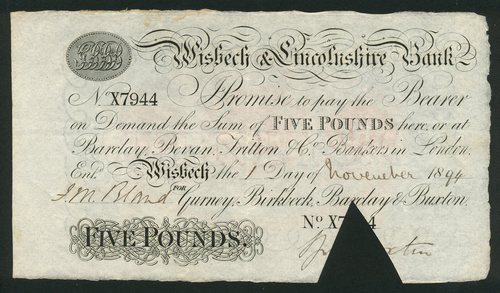 Wisbech & Lincolnshire Bank
No X7944 Promise to pay the Bearer
on Demand the Sum of FIVE POUNDS here or at
Barclay, Bevan, Tritton & Co. Bankers in London.
Entd. Wisbech the 1 Day of November 1894
J. M. Bland FOR Gurney, Birkbeck, Barclay & Buxton.
No X7 4
FIVE POUNDS.